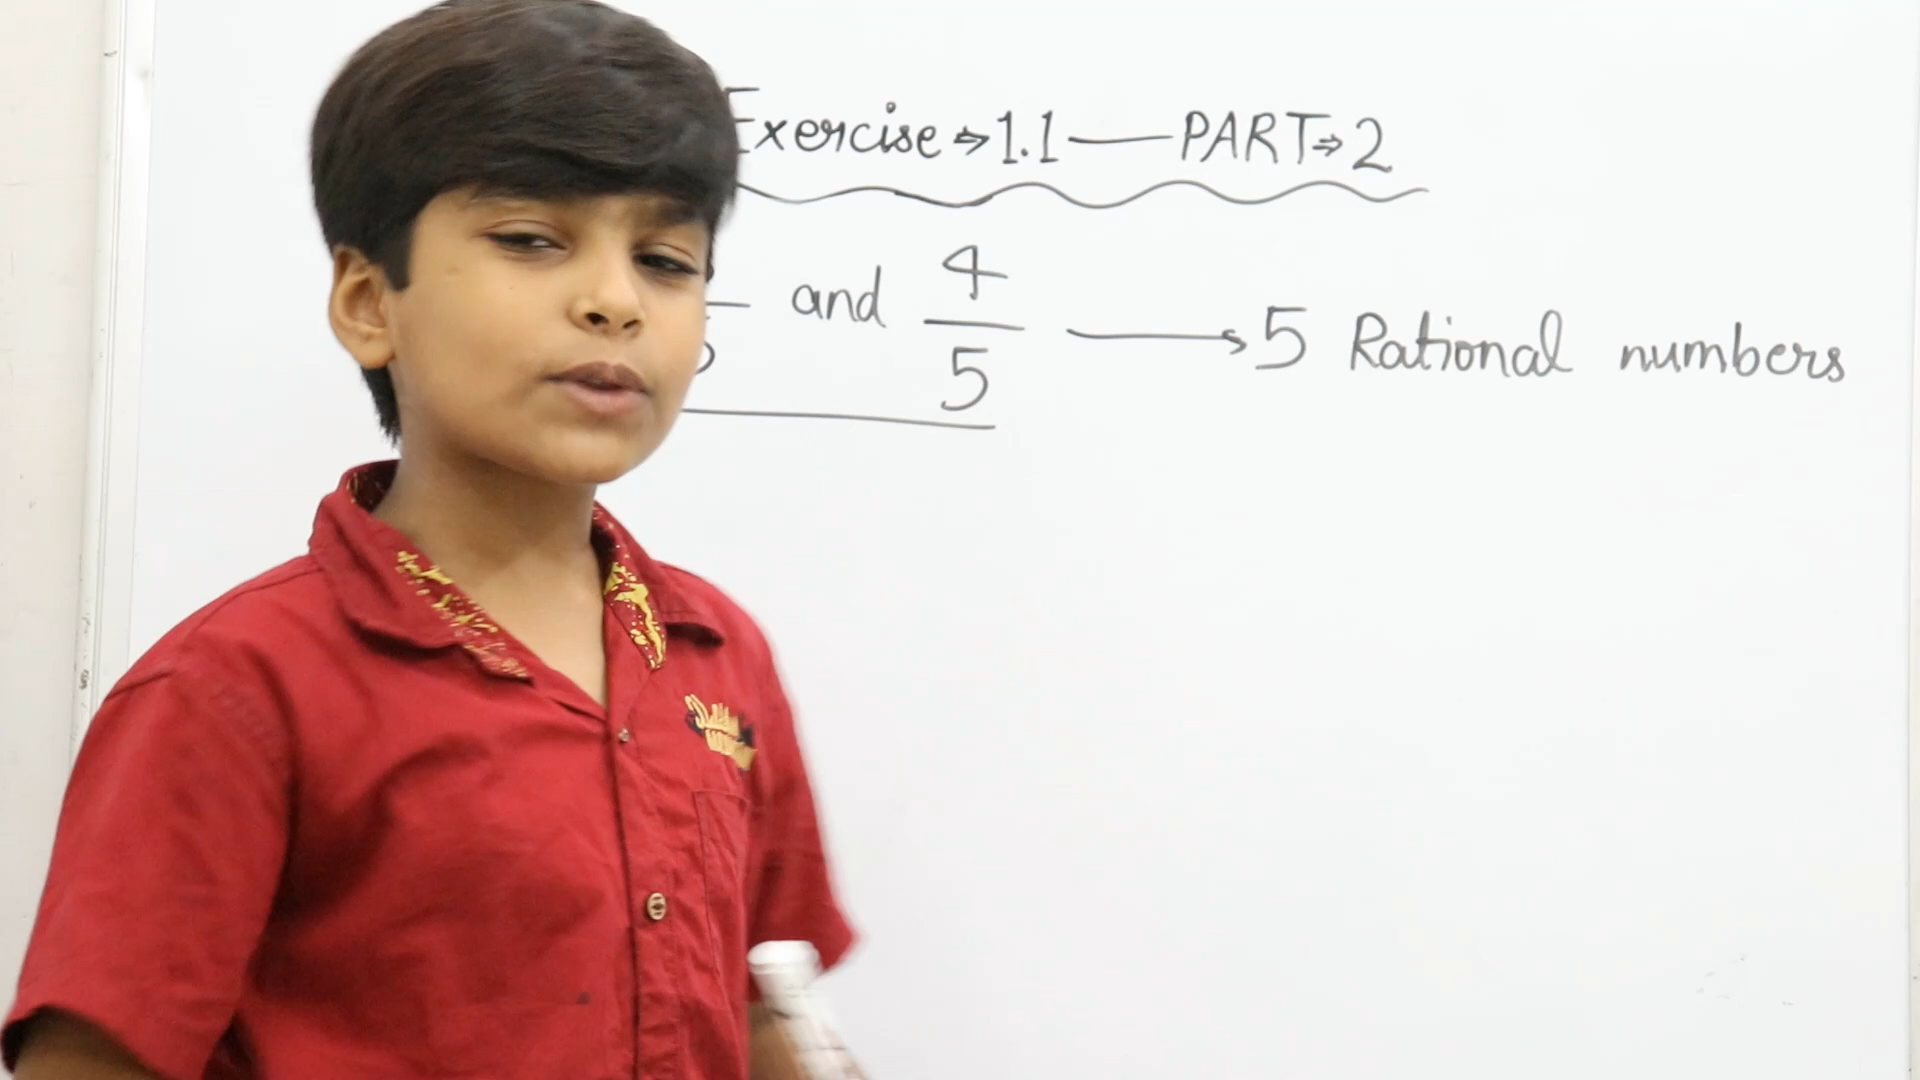 Exercise ⇒ 1.1 — PART ⇒ 2
and 4/5 → 5 Rational numbers